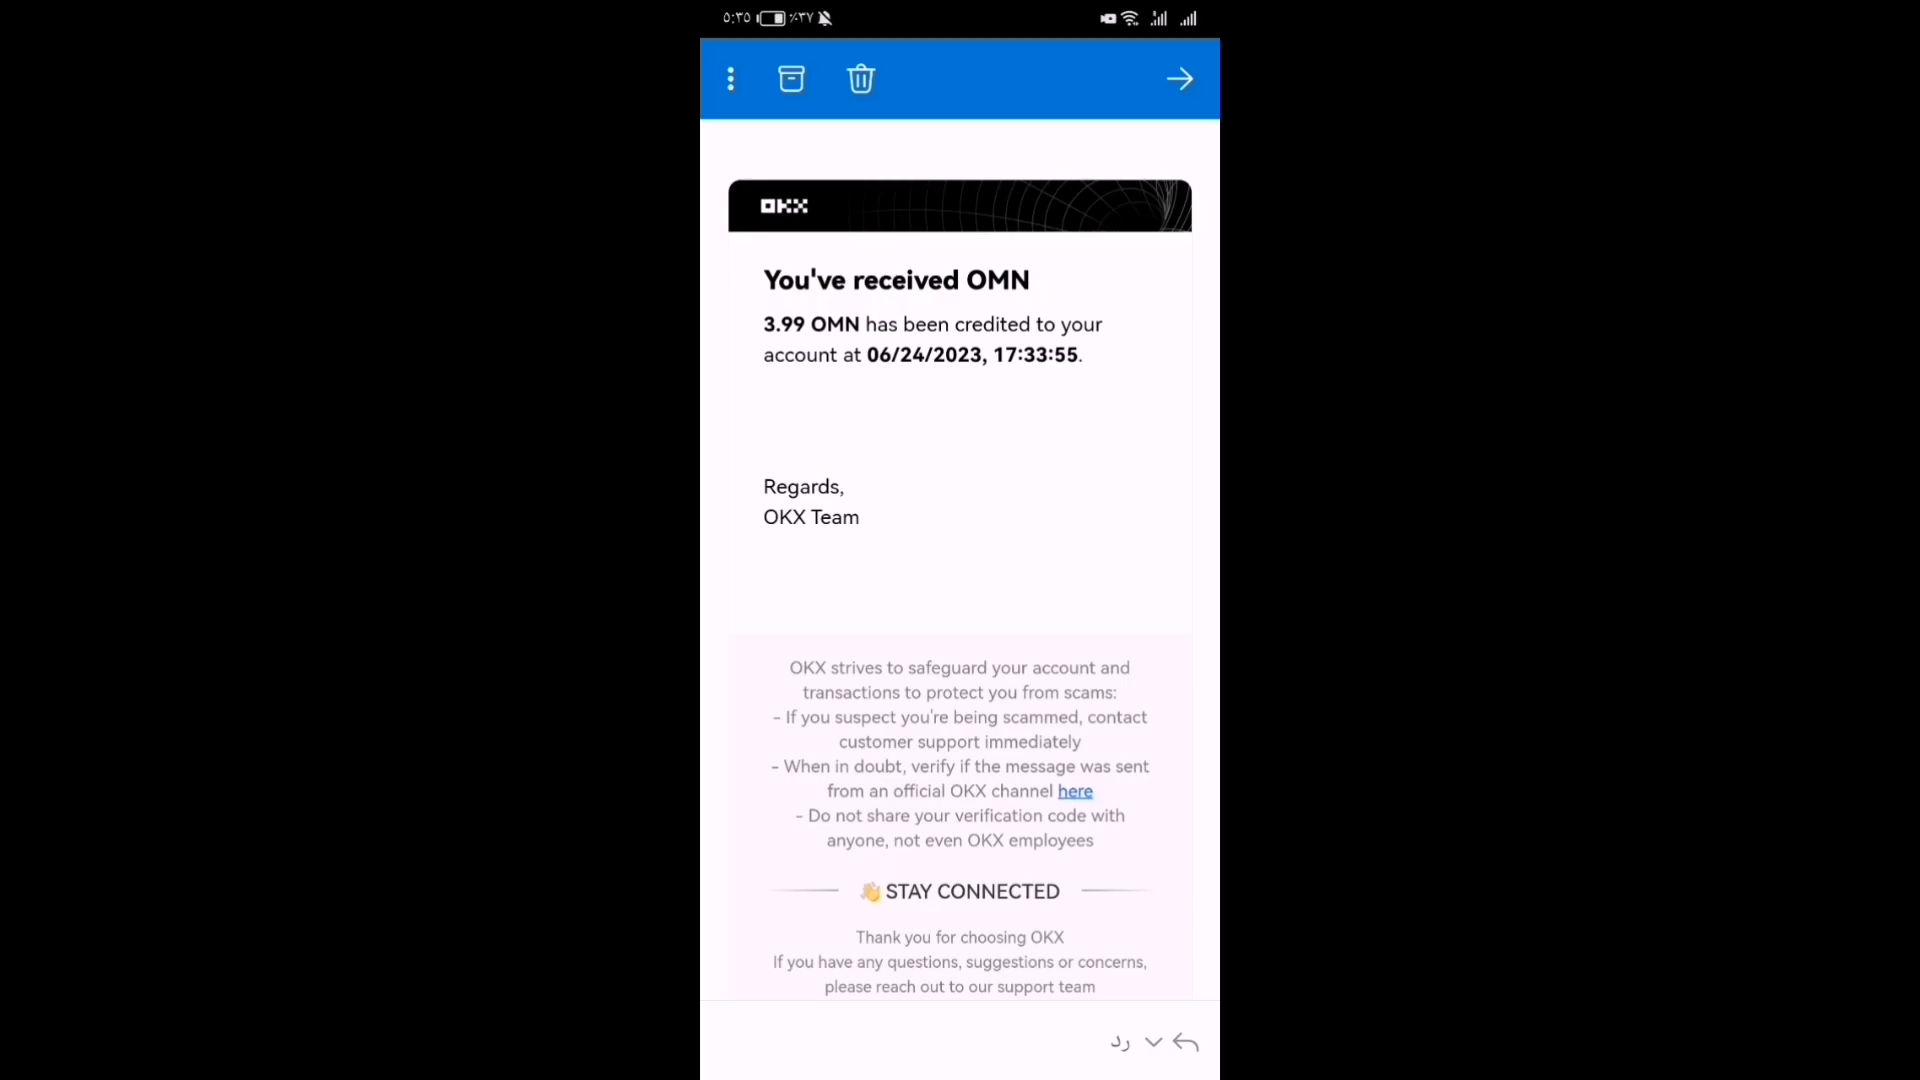 ٥:٣٥ ٪٣٧
OKX
You've received OMN
3.99 OMN has been credited to your
account at 06/24/2023, 17:33:55.
Regards,
OKX Team
OKX strives to safeguard your account and
transactions to protect you from scams:
- If you suspect you're being scammed, contact
customer support immediately
- When in doubt, verify if the message was sent
from an official OKX channel here
- Do not share your verification code with
anyone, not even OKX employees
👋 STAY CONNECTED
Thank you for choosing OKX
If you have any questions, suggestions or concerns,
please reach out to our support team
رد